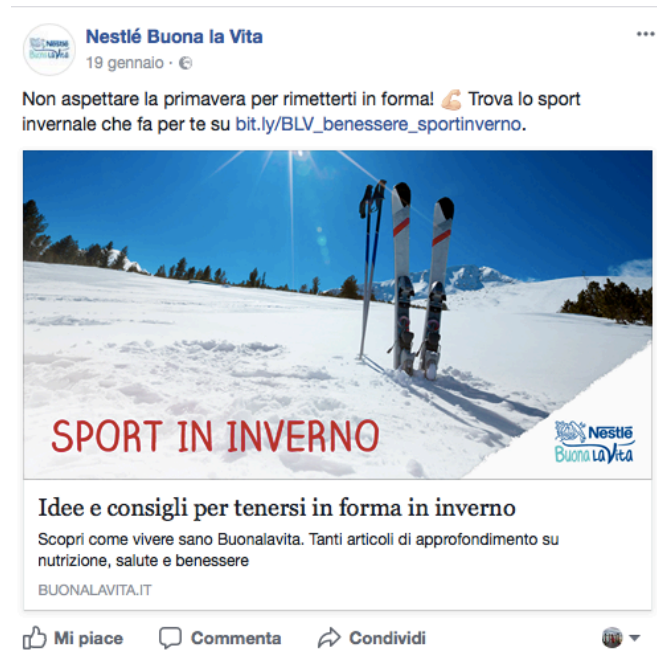 Nestlé Buona la Vita
19 gennaio ·
Non aspettare la primavera per rimetterti in forma! 💪🏻 Trova lo sport
invernale che fa per te su bit.ly/BLV_benessere_sportinverno.
SPORT IN INVERNO
Nestlé
Buona La Vita
Idee e consigli per tenersi in forma in inverno
Scopri come vivere sano Buonalavita. Tanti articoli di approfondimento su
nutrizione, salute e benessere
BUONALAVITA.IT
Mi piace Commenta Condividi